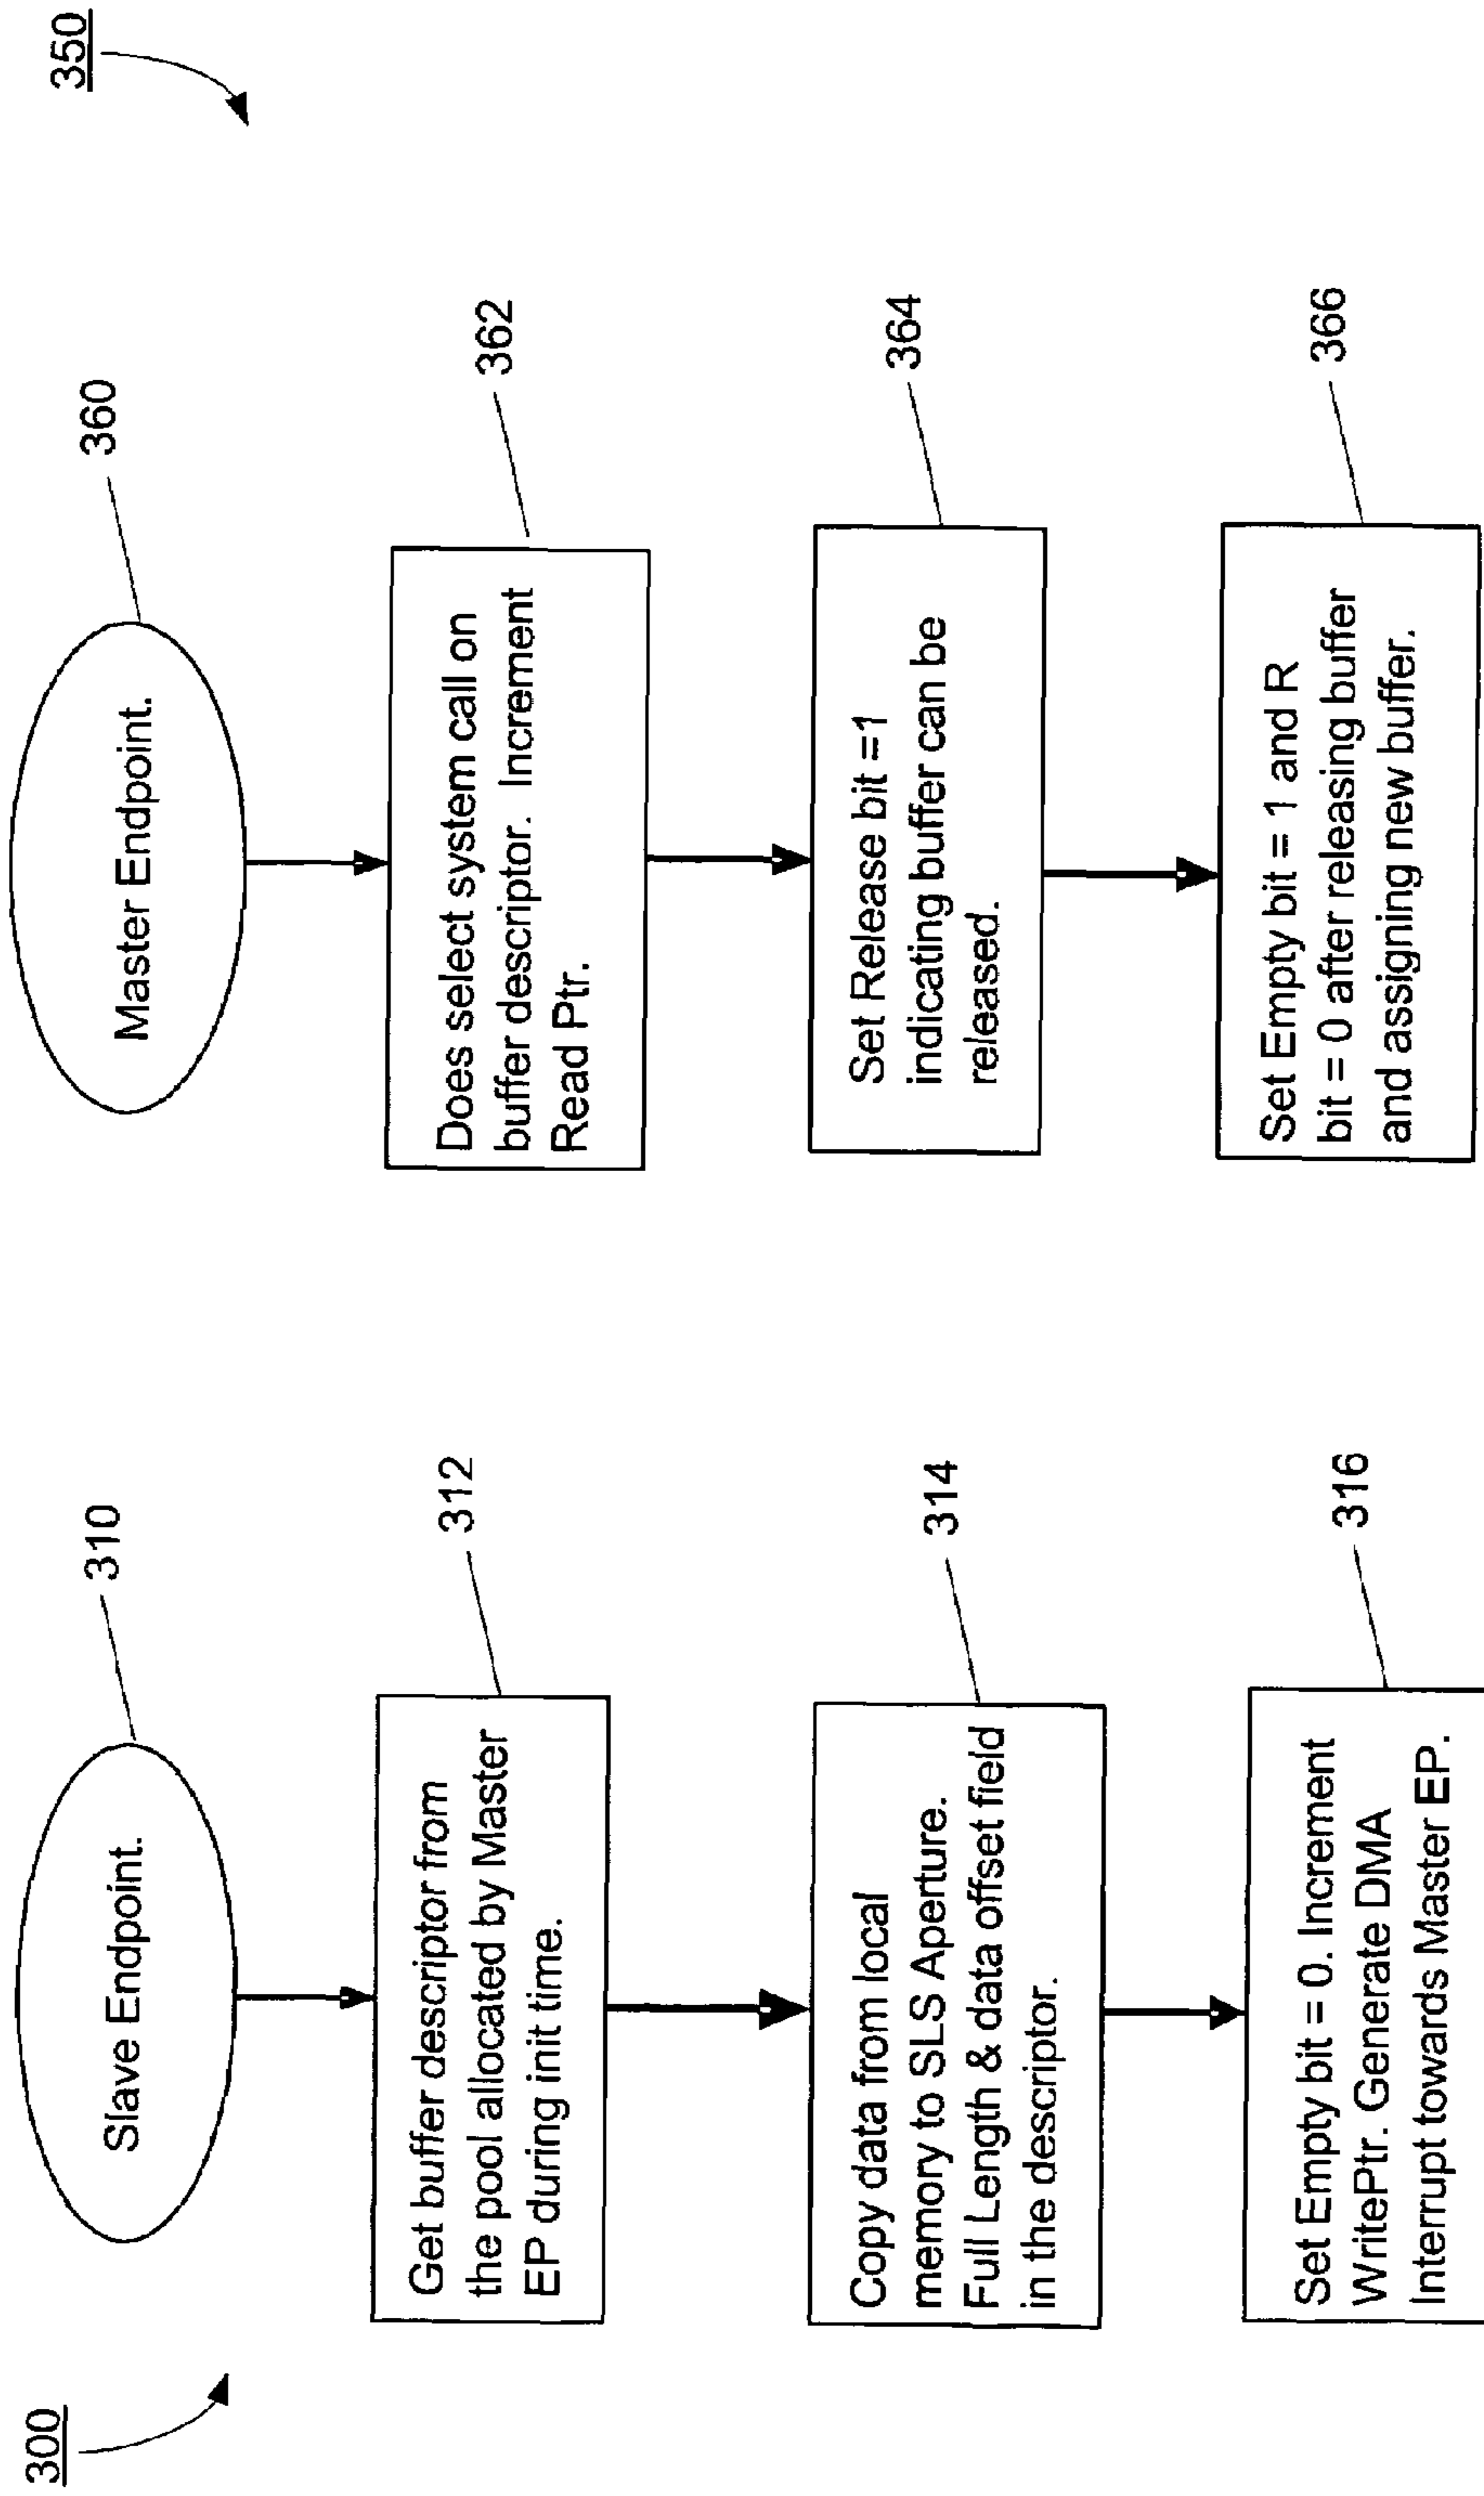 300
Slave Endpoint.
310
Get buffer descriptor from
the pool allocated by Master
EP during init time.
312
Copy data from local
memory to SLS Aperture.
Full Length & data offset field
in the descriptor.
314
Set Empty bit = 0. Increment
WritePtr. Generate DMA
Interrupt towards Master EP.
316
350
Master Endpoint.
360
Does select system call on
buffer descriptor. Increment
Read Ptr.
362
Set Release bit =1
indicating buffer can be
released.
364
Set Empty bit = 1 and R
bit = 0 after releasing buffer
and assigning new buffer.
366